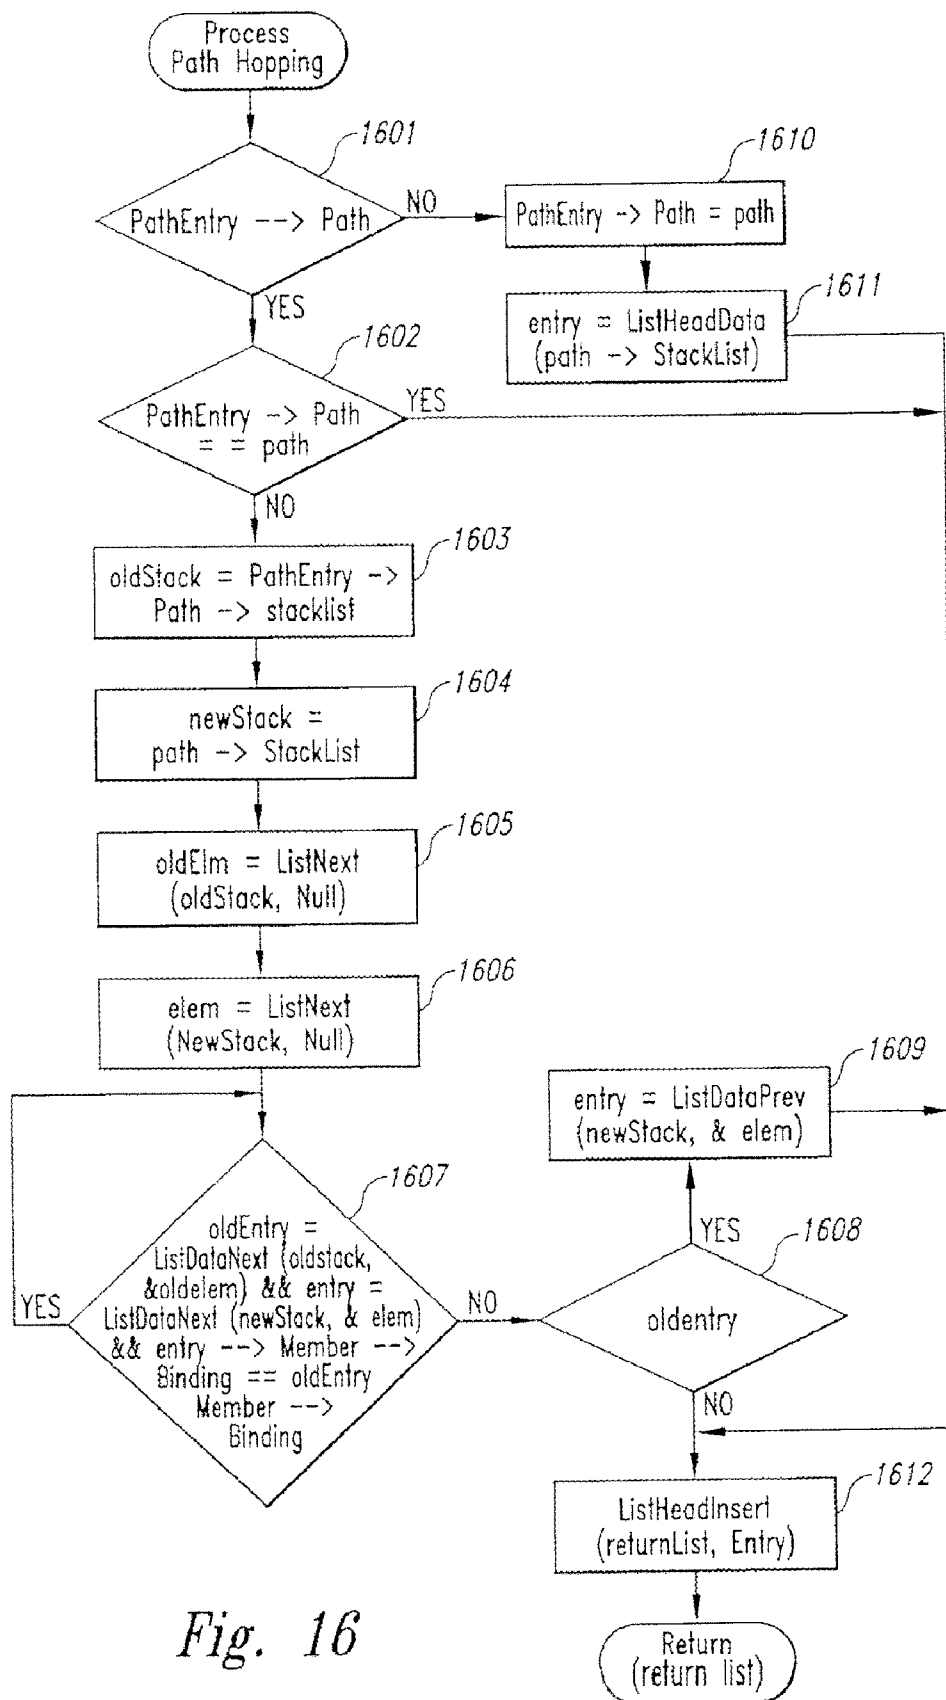 Process
Path Hopping
1601
PathEntry --> Path
NO
YES
1610
PathEntry -> Path = path
1611
entry = ListHeadData
(path -> StackList)
1602
PathEntry -> Path
= = path
YES
NO
1603
oldStack = PathEntry ->
Path -> stacklist
1604
newStack =
path -> StackList
1605
oldElm = ListNext
(oldStack, Null)
1606
elem = ListNext
(NewStack, Null)
1607
oldEntry =
ListDataNext (oldstack,
&oldelem) && entry =
ListDataNext (newStack, & elem)
&& entry --> Member -->
Binding == oldEntry
Member -->
Binding
YES
NO
1609
entry = ListDataPrev
(newStack, & elem)
YES
1608
oldentry
NO
1612
ListHeadInsert
(returnList, Entry)
Return
(return list)
Fig. 16